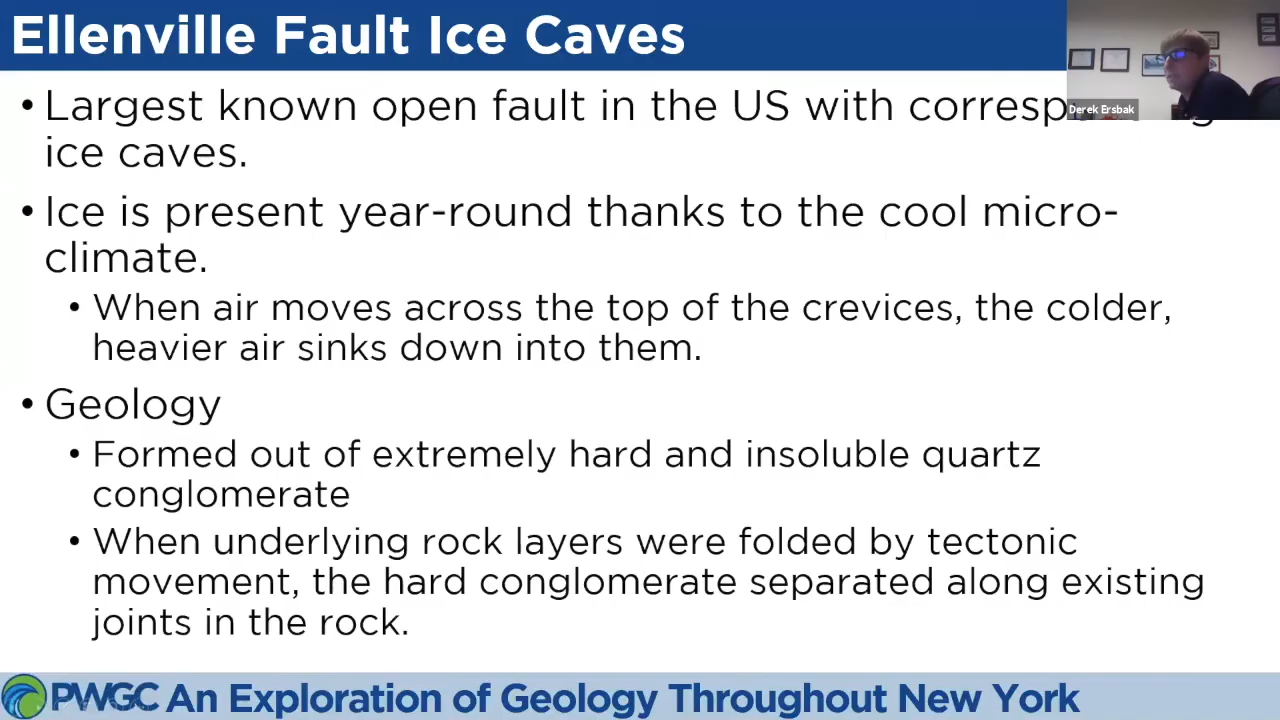 Ellenville Fault Ice Caves
Derek Ersbak
• Largest known open fault in the US with
ice caves.
• Ice is present year-round thanks to the cool micro-
climate.
• When air moves across the top of the crevices, the colder,
heavier air sinks down into them.
• Geology
• Formed out of extremely hard and insoluble quartz
conglomerate
• When underlying rock layers were folded by tectonic
movement, the hard conglomerate separated along existing
joints in the rock.
PWGC An Exploration of Geology Throughout New York